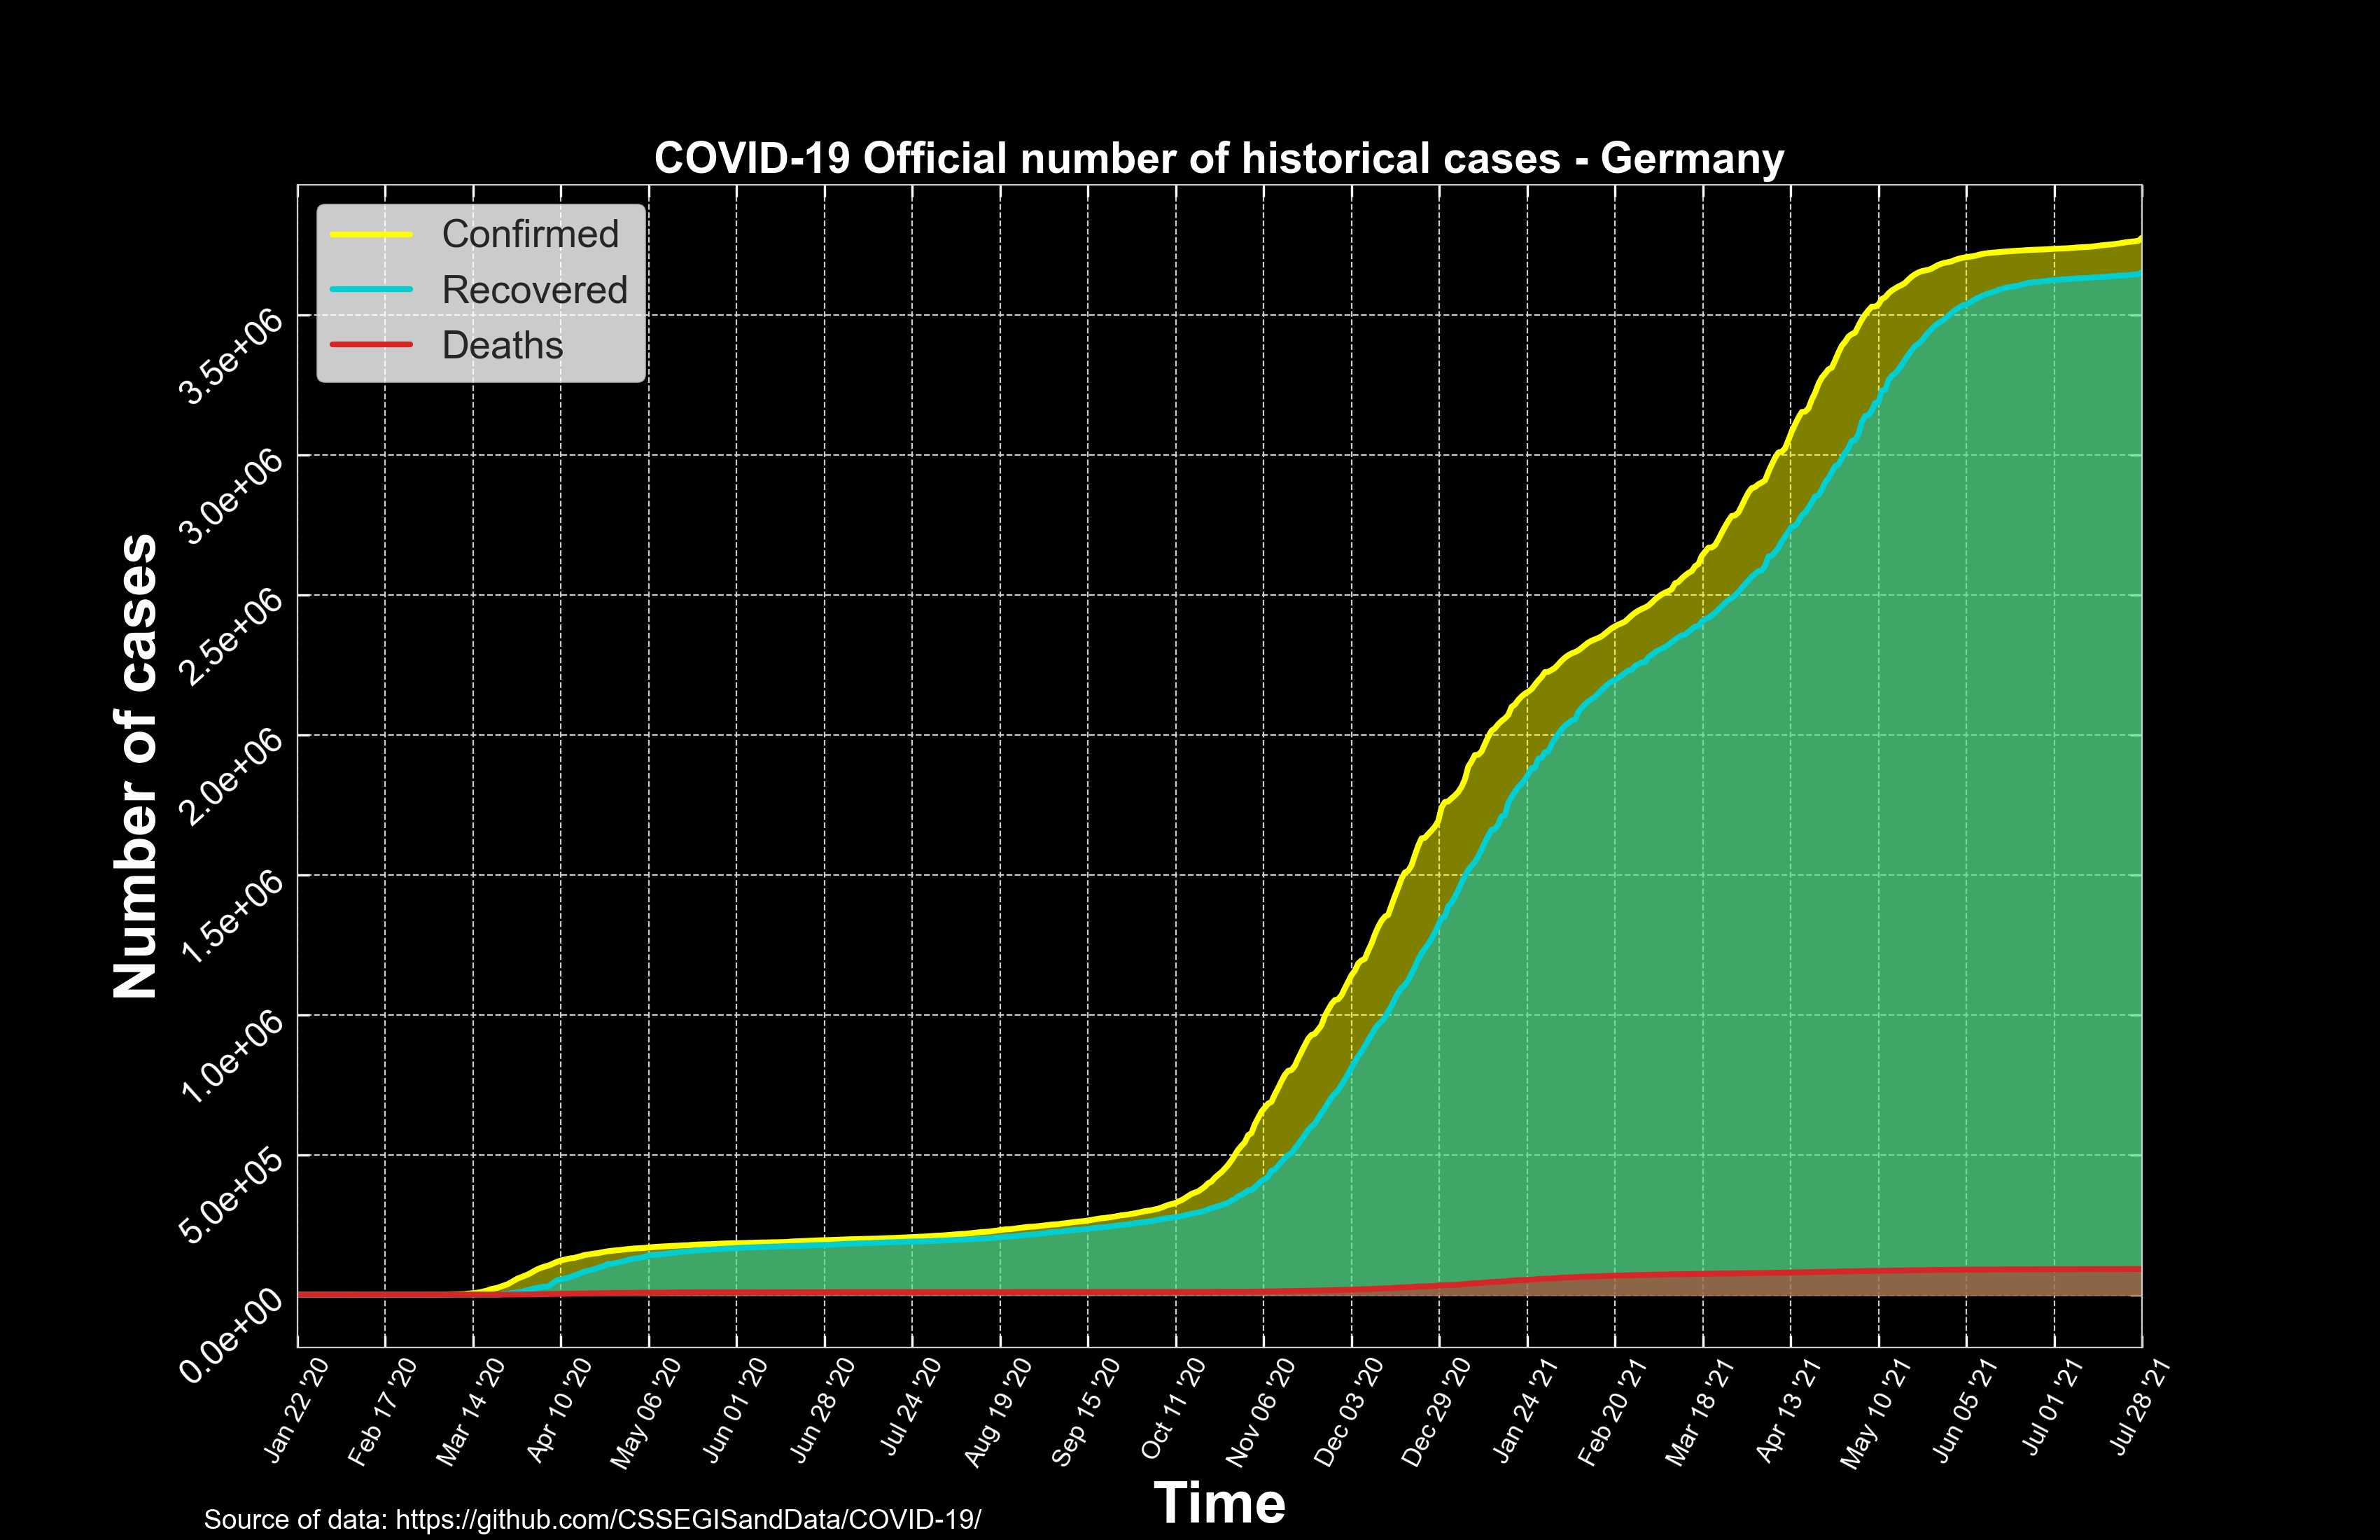 COVID-19 Official number of historical cases - Germany
Confirmed
Recovered
Deaths
Number of cases
3.5e+06
3.0e+06
2.5e+06
2.0e+06
1.5e+06
1.0e+06
5.0e+05
0.0e+00
Jan 22 '20
Feb 17 '20
Mar 14 '20
Apr 10 '20
May 06 '20
Jun 01 '20
Jun 28 '20
Jul 24 '20
Aug 19 '20
Sep 15 '20
Oct 11 '20
Nov 06 '20
Dec 03 '20
Dec 29 '20
Jan 24 '21
Feb 20 '21
Mar 18 '21
Apr 13 '21
May 10 '21
Jun 05 '21
Jul 01 '21
Jul 28 '21
Time
Source of data: https://github.com/CSSEGISandData/COVID-19/